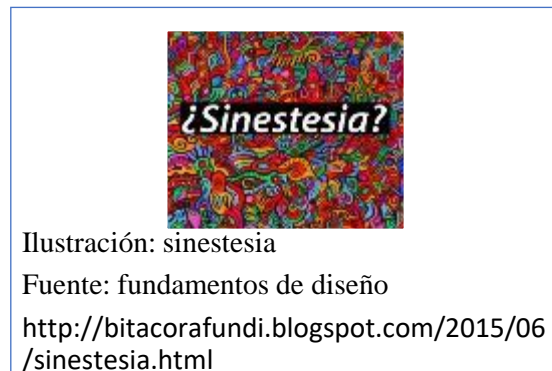 ¿Sinestesia?
Ilustración: sinestesia
Fuente: fundamentos de diseño
http://bitacorafundi.blogspot.com/2015/06
/sinestesia.html